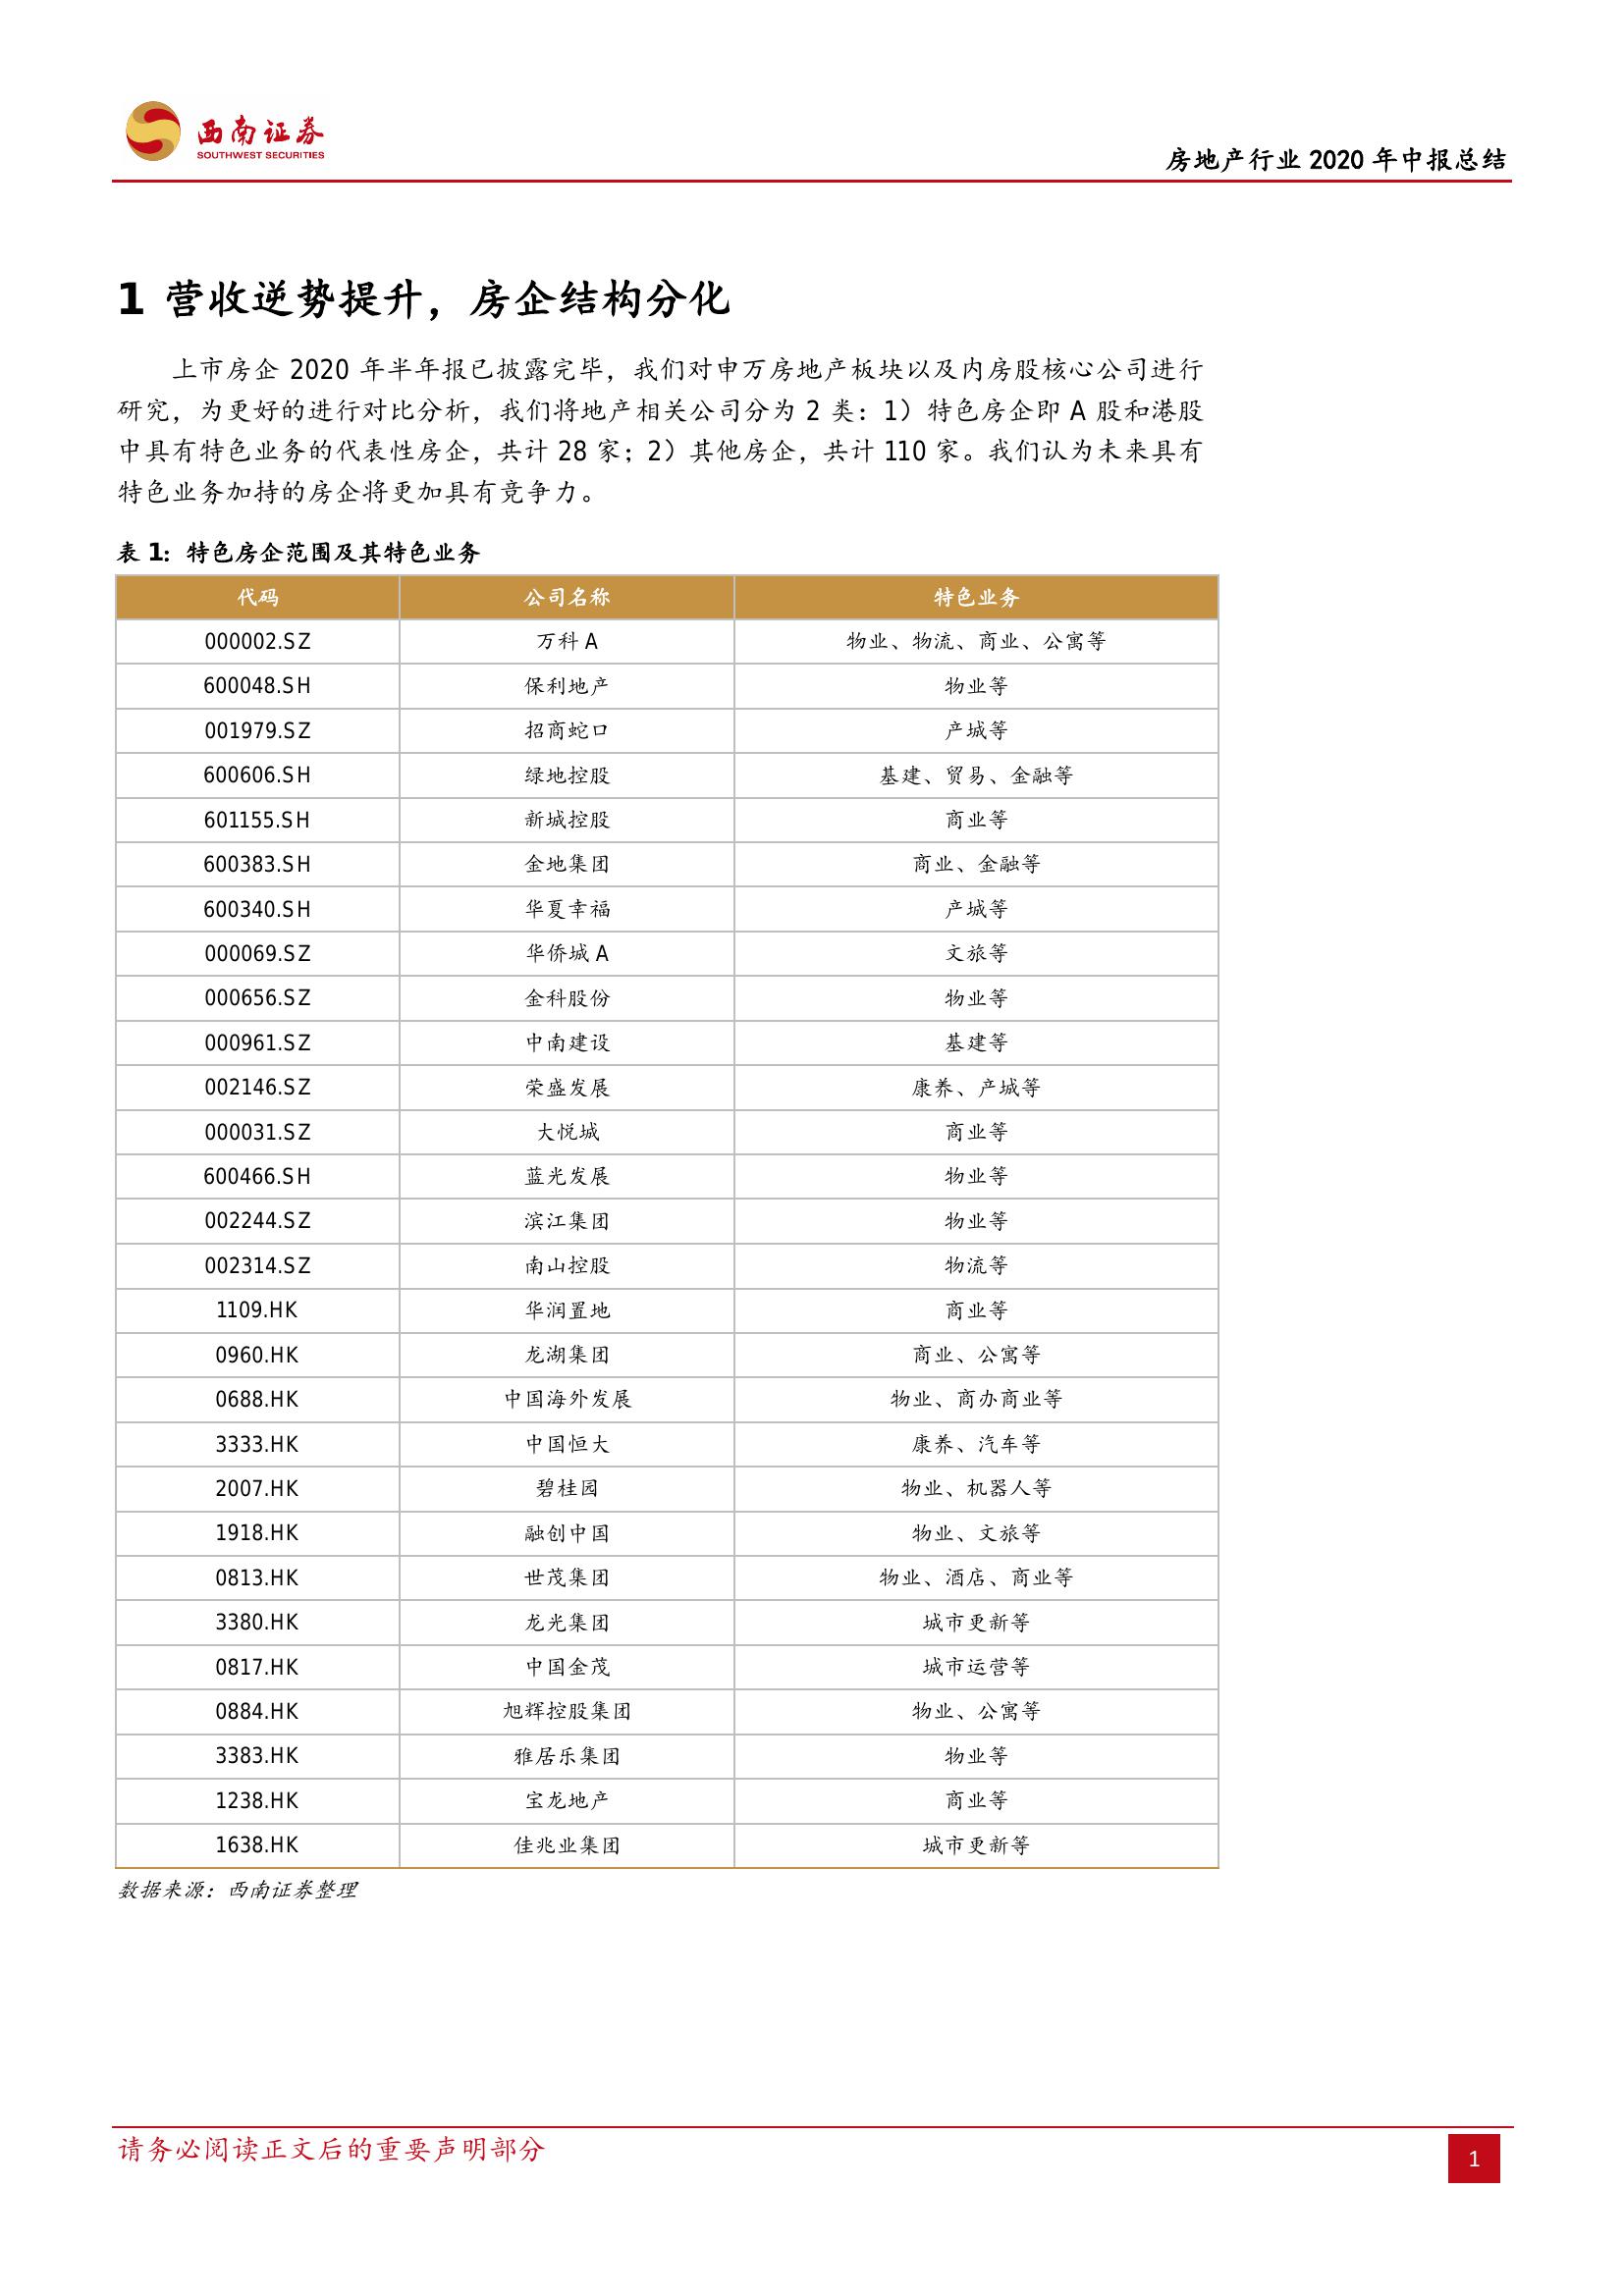 西南证券
SOUTHWEST SECURITIES
房地产行业 2020 年中报总结
1 营收逆势提升，房企结构分化
上市房企 2020 年半年报已披露完毕，我们对申万房地产板块以及内房股核心公司进行
研究，为更好的进行对比分析，我们将地产相关公司分为 2 类：1）特色房企即 A 股和港股
中具有特色业务的代表性房企，共计 28 家；2）其他房企，共计 110 家。我们认为未来具有
特色业务加持的房企将更加具有竞争力。
表 1：特色房企范围及其特色业务
代码 公司名称 特色业务
000002.SZ 万科 A 物业、物流、商业、公寓等
600048.SH 保利地产 物业等
001979.SZ 招商蛇口 产城等
600606.SH 绿地控股 基建、贸易、金融等
601155.SH 新城控股 商业等
600383.SH 金地集团 商业、金融等
600340.SH 华夏幸福 产城等
000069.SZ 华侨城 A 文旅等
000656.SZ 金科股份 物业等
000961.SZ 中南建设 基建等
002146.SZ 荣盛发展 康养、产城等
000031.SZ 大悦城 商业等
600466.SH 蓝光发展 物业等
002244.SZ 滨江集团 物业等
002314.SZ 南山控股 物流等
1109.HK 华润置地 商业等
0960.HK 龙湖集团 商业、公寓等
0688.HK 中国海外发展 物业、商办商业等
3333.HK 中国恒大 康养、汽车等
2007.HK 碧桂园 物业、机器人等
1918.HK 融创中国 物业、文旅等
0813.HK 世茂集团 物业、酒店、商业等
3380.HK 龙光集团 城市更新等
0817.HK 中国金茂 城市运营等
0884.HK 旭辉控股集团 物业、公寓等
3383.HK 雅居乐集团 物业等
1238.HK 宝龙地产 商业等
1638.HK 佳兆业集团 城市更新等
数据来源：西南证券整理
请务必阅读正文后的重要声明部分
1